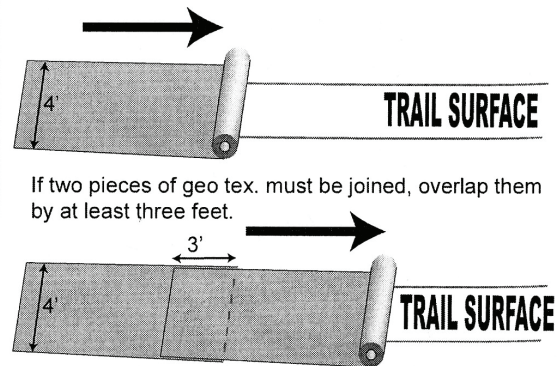 4'
TRAIL SURFACE
If two pieces of geo tex. must be joined, overlap them
by at least three feet.
3'
4'
TRAIL SURFACE